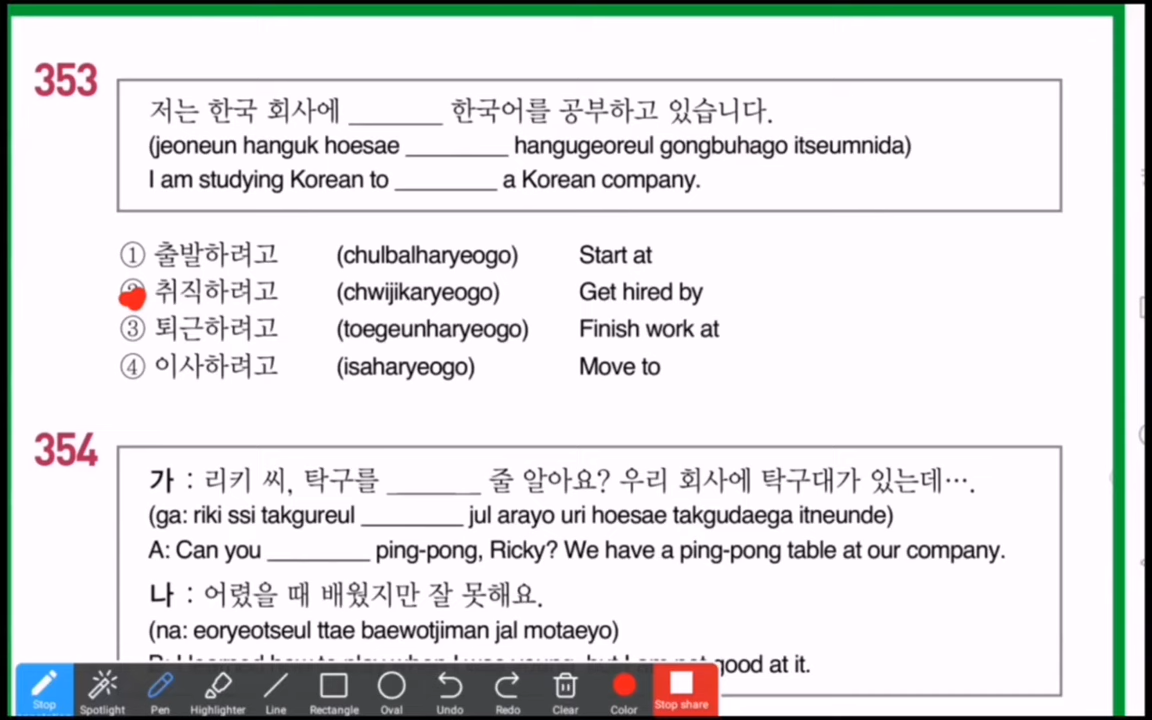 353
저는 한국 회사에 ________ 한국어를 공부하고 있습니다.
(jeoneun hanguk hoesae _________ hangugeoreul gongbuhago itseumnida)
I am studying Korean to _________ a Korean company.
① 출발하려고 (chulbalharyeogo) Start at
취직하려고 (chwijikaryeogo) Get hired by
③ 퇴근하려고 (toegeunharyeogo) Finish work at
④ 이사하려고 (isaharyeogo) Move to
354
가 : 리키 씨, 탁구를 ________ 줄 알아요? 우리 회사에 탁구대가 있는데….
(ga: riki ssi takgureul _________ jul arayo uri hoesae takgudaega itneunde)
A: Can you _________ ping-pong, Ricky? We have a ping-pong table at our company.
나 : 어렸을 때 배웠지만 잘 못해요.
(na: eoryeotseul ttae baewotjiman jal motaeyo)
good at it.
Stop Spotlight Pen Highlighter Line Rectangle Oval Undo Redo Clear Color Stop share